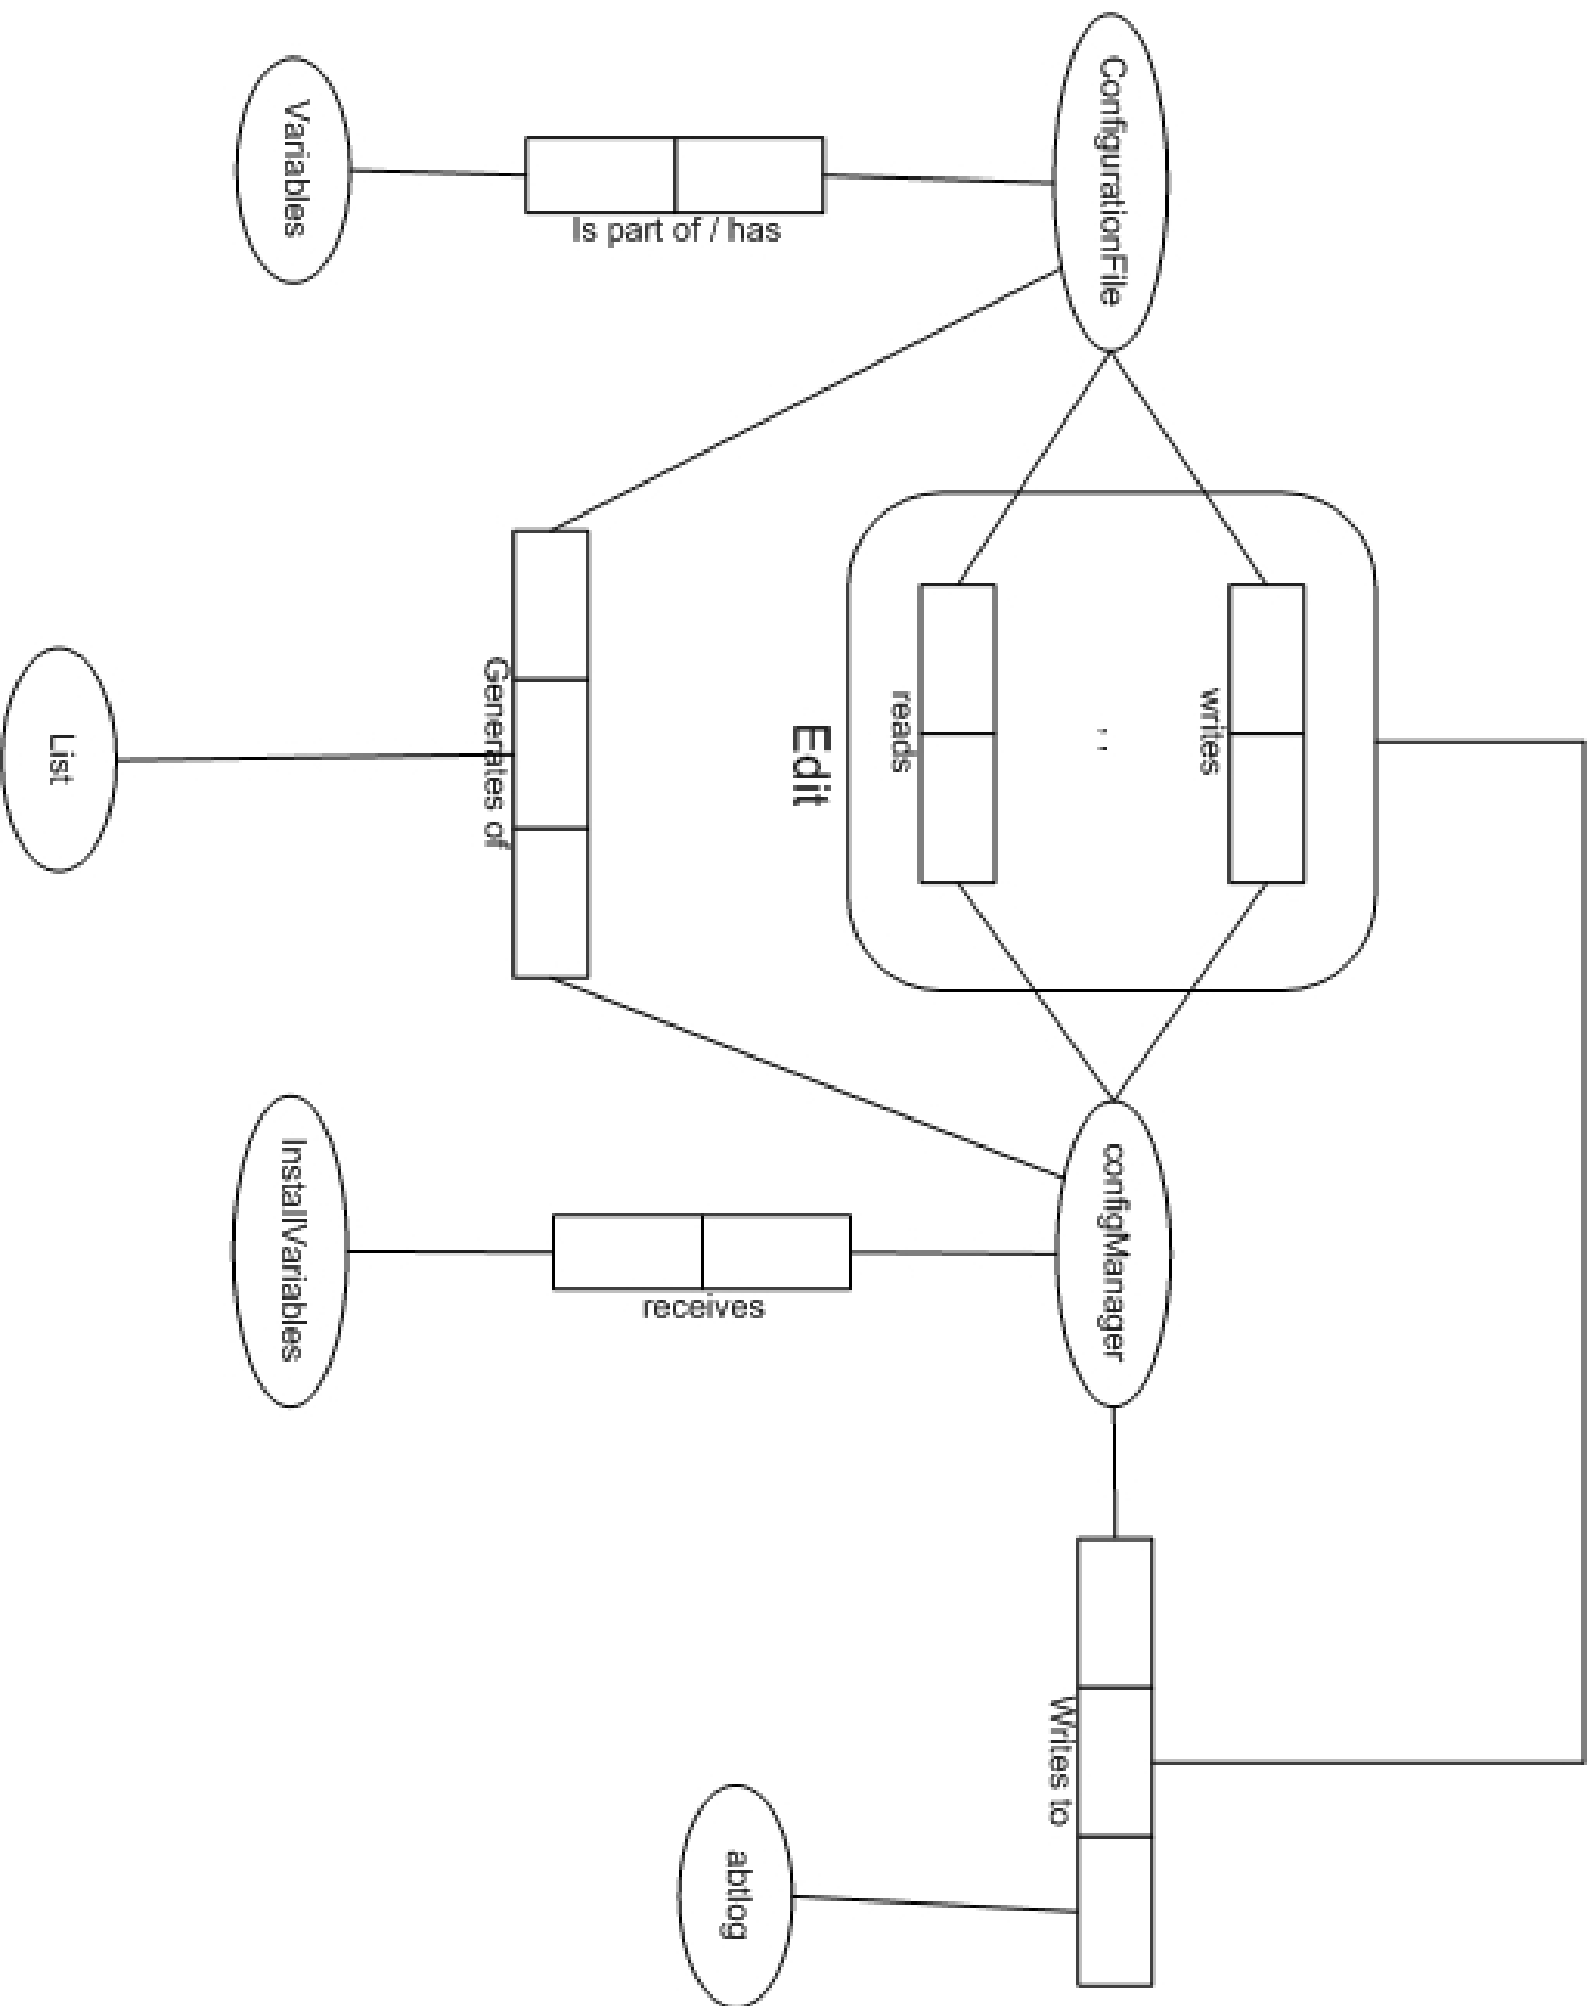 ConfigurationFile
configManager
writes
..
reads
Edit
Writes to
Is part of / has
receives
Generates of
abtlog
Variables
InstallVariables
List